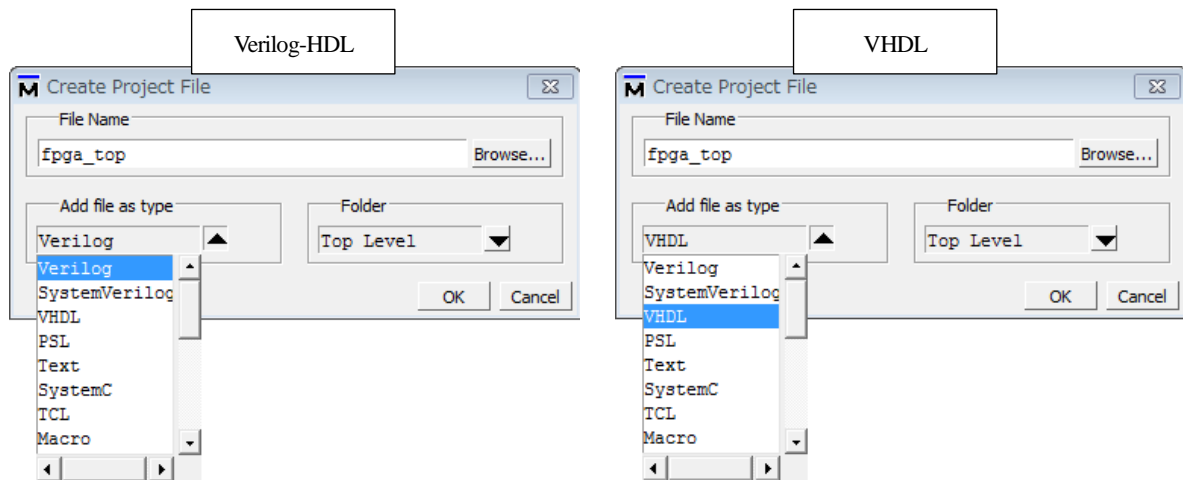 Verilog-HDL
Create Project File
File Name
fpga_top
Browse...
Add file as type
Folder
Verilog
Top Level
Verilog
SystemVerilog
VHDL
PSL
Text
SystemC
TCL
Macro
OK
Cancel
VHDL
Create Project File
File Name
fpga_top
Browse...
Add file as type
Folder
VHDL
Top Level
Verilog
SystemVerilog
VHDL
PSL
Text
SystemC
TCL
Macro
OK
Cancel